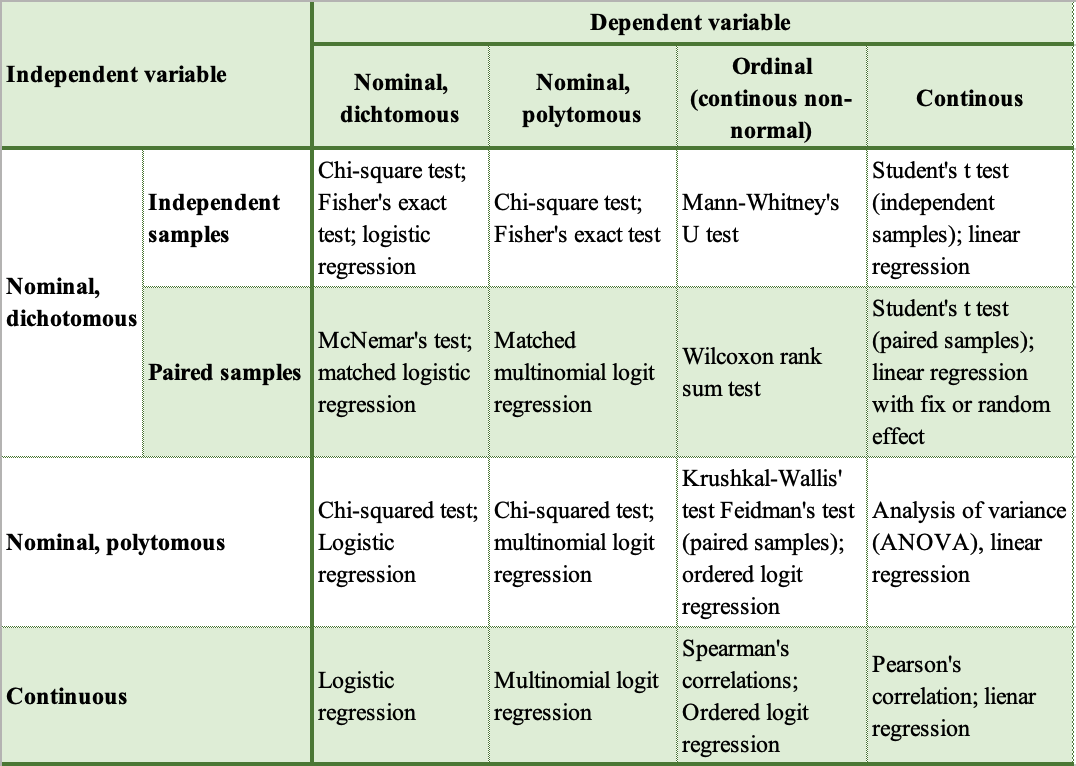 Dependent variable
Independent variable
Nominal,
dichtomous
Nominal,
polytomous
Ordinal
(continous non-
normal)
Continous
Nominal,
dichotomous
Independent
samples
Chi-square test;
Fisher's exact
test; logistic
regression
Chi-square test;
Fisher's exact test
Mann-Whitney's
U test
Student's t test
(independent
samples); linear
regression
Paired samples
McNemar's test;
matched logistic
regression
Matched
multinomial logit
regression
Wilcoxon rank
sum test
Student's t test
(paired samples);
linear regression
with fix or random
effect
Nominal, polytomous
Chi-squared test;
Logistic
regression
Chi-squared test;
multinomial logit
regression
Krushkal-Wallis'
test Feidman's test
(paired samples);
ordered logit
regression
Analysis of variance
(ANOVA), linear
regression
Continuous
Logistic
regression
Multinomial logit
regression
Spearman's
correlations;
Ordered logit
regression
Pearson's
correlation; lienar
regression